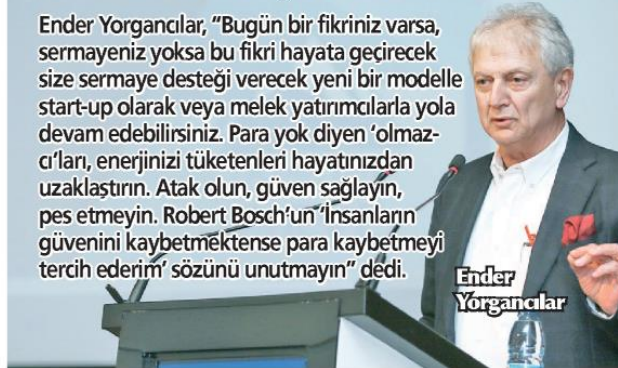 Ender Yorgancılar, “Bugün bir fikriniz varsa,
sermayeniz yoksa bu fikri hayata geçirecek
size sermaye desteği verecek yeni bir modelle
start-up olarak veya melek yatırımcılarla yola
devam edebilirsiniz. Para yok diyen ‘olmaz-
cı’ları, enerjinizi tüketenleri hayatınızdan
uzaklaştırın. Atak olun, güven sağlayın,
pes etmeyin. Robert Bosch’un ‘İnsanların
güvenini kaybetmektense para kaybetmeyi
tercih ederim’ sözünü unutmayın” dedi.
Ender
Yorgancılar